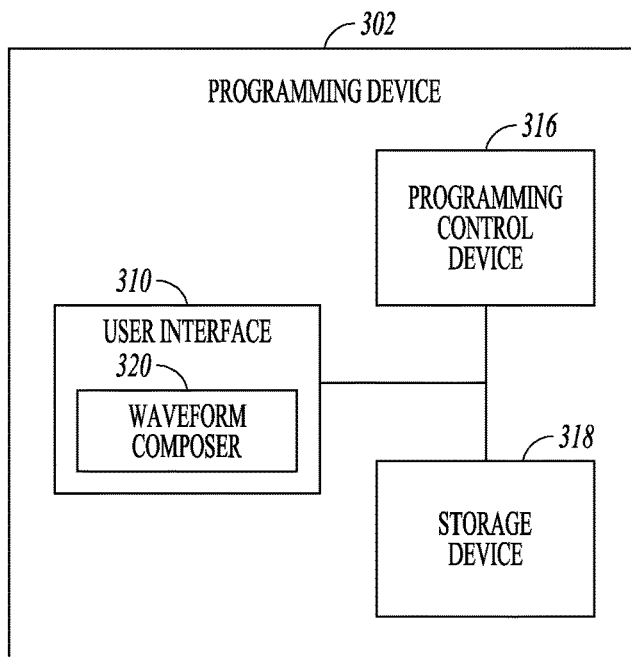 302
PROGRAMMING DEVICE
316
PROGRAMMING
CONTROL
DEVICE
310
USER INTERFACE
320
WAVEFORM
COMPOSER
318
STORAGE
DEVICE